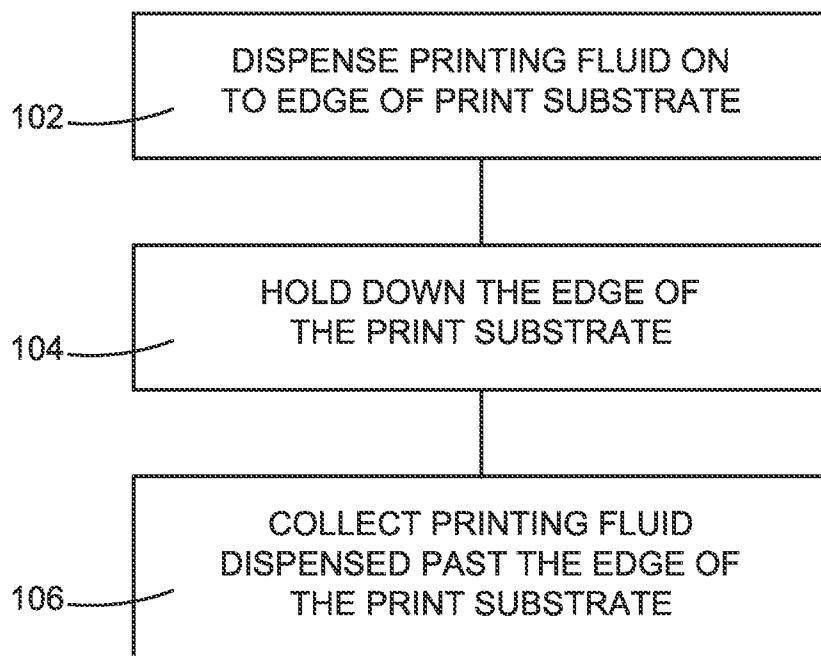 DISPENSE PRINTING FLUID ON
TO EDGE OF PRINT SUBSTRATE
102
HOLD DOWN THE EDGE OF
THE PRINT SUBSTRATE
104
COLLECT PRINTING FLUID
DISPENSED PAST THE EDGE OF
THE PRINT SUBSTRATE
106